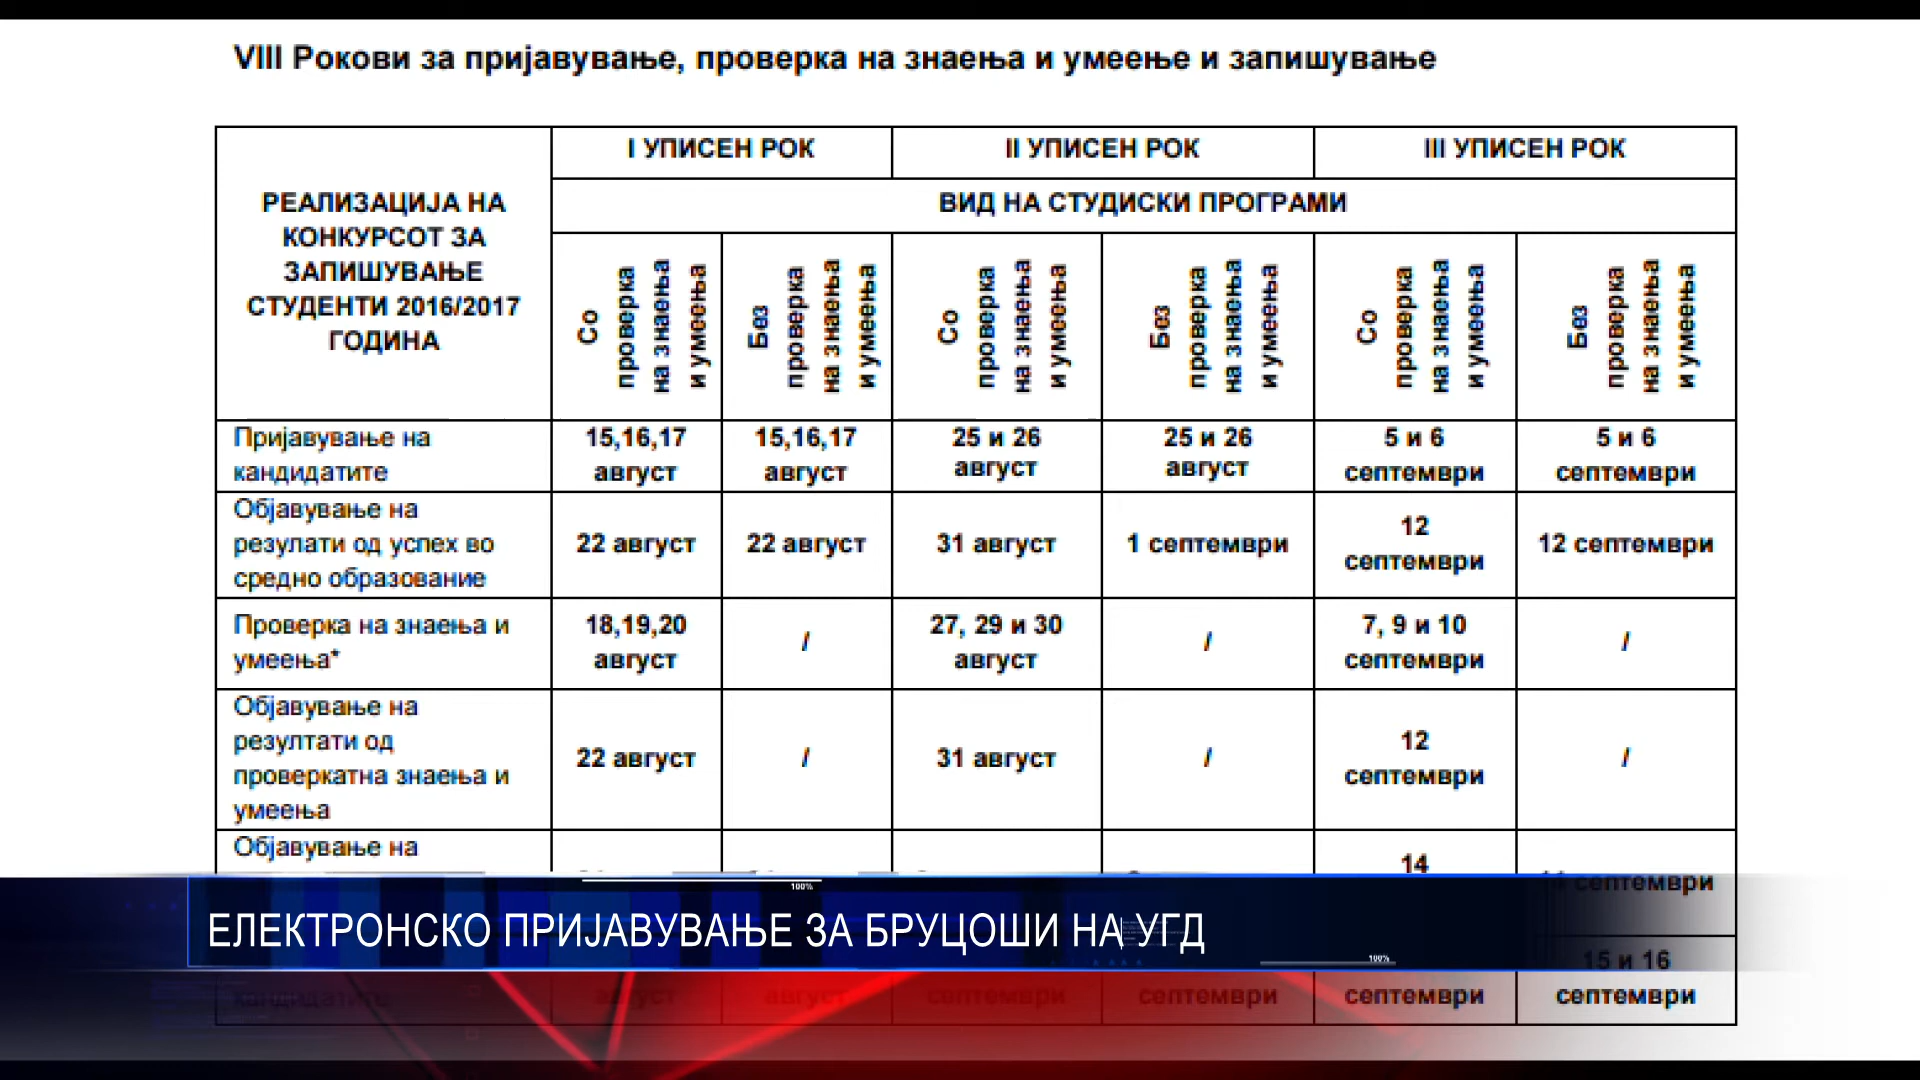 VIII Рокови за пријавување, проверка на знаења и умеење и запишување
РЕАЛИЗАЦИЈА НА
КОНКУРСОТ ЗА
ЗАПИШУВАЊЕ
СТУДЕНТИ 2016/2017
ГОДИНА
I УПИСЕН РОК
II УПИСЕН РОК
III УПИСЕН РОК
ВИД НА СТУДИСКИ ПРОГРАМИ
Со
проверка
на знаења
и умеења
Без
проверка
на знаења
и умеења
Со
проверка
на знаења
и умеења
Без
проверка
на знаења
и умеења
Со
проверка
на знаења
и умеења
Без
проверка
на знаења
и умеења
Пријавување на
кандидатите
15,16,17
август
15,16,17
август
25 и 26
август
25 и 26
август
5 и 6
септември
5 и 6
септември
Објавување на
резулати од успех во
средно образование
22 август
22 август
31 август
1 септември
12
септември
12 септември
Проверка на знаења и
умеења*
18,19,20
август
/
27, 29 и 30
август
/
7, 9 и 10
септември
/
Објавување на
резултати од
проверкатна знаења и
умеења
22 август
/
31 август
/
12
септември
/
Објавување на
14
септември
100%
ЕЛЕКТРОНСКО ПРИЈАВУВАЊЕ ЗА БРУЦОШИ НА УГД
100%
15 и 16
кандидатите
август
август
септември
септември
септември
септември